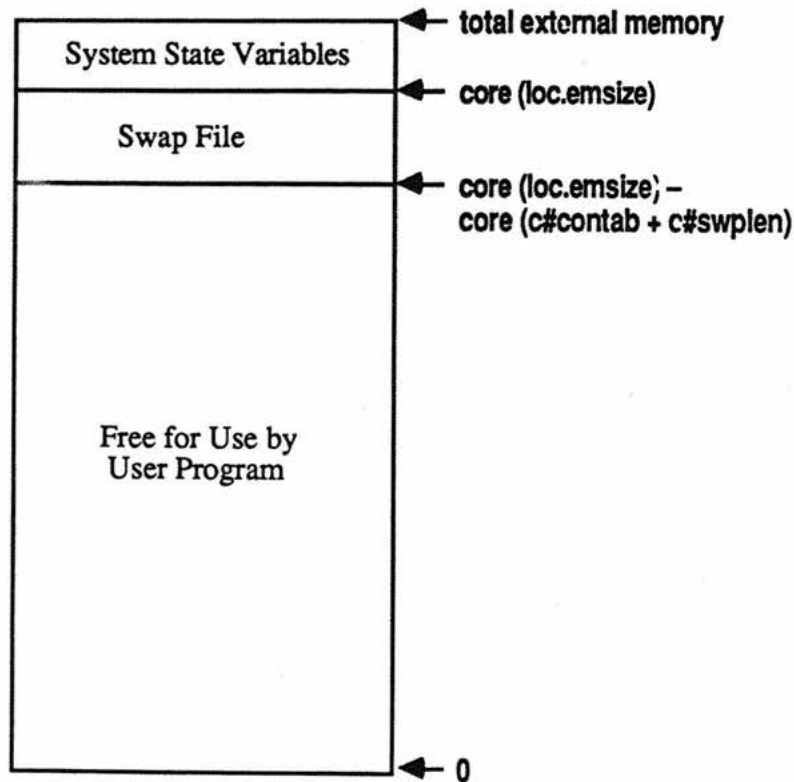 total external memory
System State Variables
core (loc.emsize)
Swap File
core (loc.emsize) –
core (c#contab + c#swplen)
Free for Use by
User Program
0